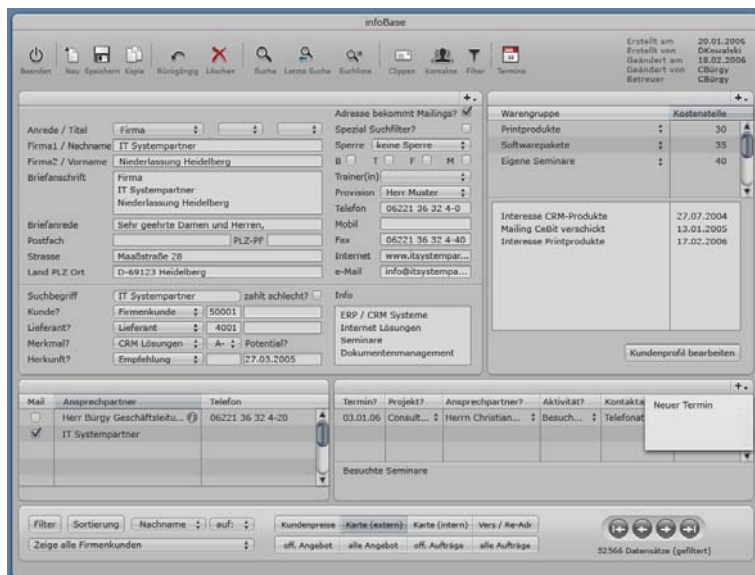 infoBase
Erstellt am 20.01.2006
Erstellt von DKowalski
Geändert am 18.02.2006
Geändert von CBürgy
Betreuer CBürgy
Beenden Neu Speichern Kopie Rückgängig Löschen Suche Letzte Suche Suchliste Clippen Kontakte Filter Termine
Adresse bekommt Mailings?
Anrede / Titel Firma
Spezial Suchfilter?
Firma1 / Nachname IT Systempartner
Sperre keine Sperre
Firma2 / Vorname Niederlassung Heidelberg
B T F M
Briefanschrift Firma
IT Systempartner
Niederlassung Heidelberg
Trainer(in)
Provision Herr Muster
Telefon 06221 36 32 4-0
Briefanrede Sehr geehrte Damen und Herren,
Mobil
Postfach PLZ-PF
Fax 06221 36 32 4-40
Strasse Maaßstraße 28
Internet www.itsystempar...
Land PLZ Ort D-69123 Heidelberg
e-Mail info@itsystempa...
Suchbegriff IT Systempartner zahlt schlecht?
Kunde? Firmenkunde 50001
Lieferant? Lieferant 4001
Merkmal? CRM Lösungen A- Potential?
Herkunft? Empfehlung 27.03.2005
Info
ERP / CRM Systeme
Internet Lösungen
Seminare
Dokumentenmanagement
Warengruppe Kostenstelle
Printprodukte 30
Softwarepakete 35
Eigene Seminare 40
Interesse CRM-Produkte 27.07.2004
Mailing CeBit verschickt 13.01.2005
Interesse Printprodukte 17.02.2006
Kundenprofil bearbeiten
Mail Ansprechpartner Telefon
Herr Bürgy Geschäftsleitu... 06221 36 32 4-20
IT Systempartner
Termin? Projekt? Ansprechpartner? Aktivität? Kontakta
03.01.06 Consult... Herrn Christian... Besuch... Telefonat
Neuer Termin
Besuchte Seminare
Filter Sortierung Nachname auf:
Zeige alle Firmenkunden
Kundenpreise Karte (extern) Karte (intern) Vers / Re-Adr
off. Angebot alle Angebot off. Aufträge alle Aufträge
52566 Datensätze (gefiltert)